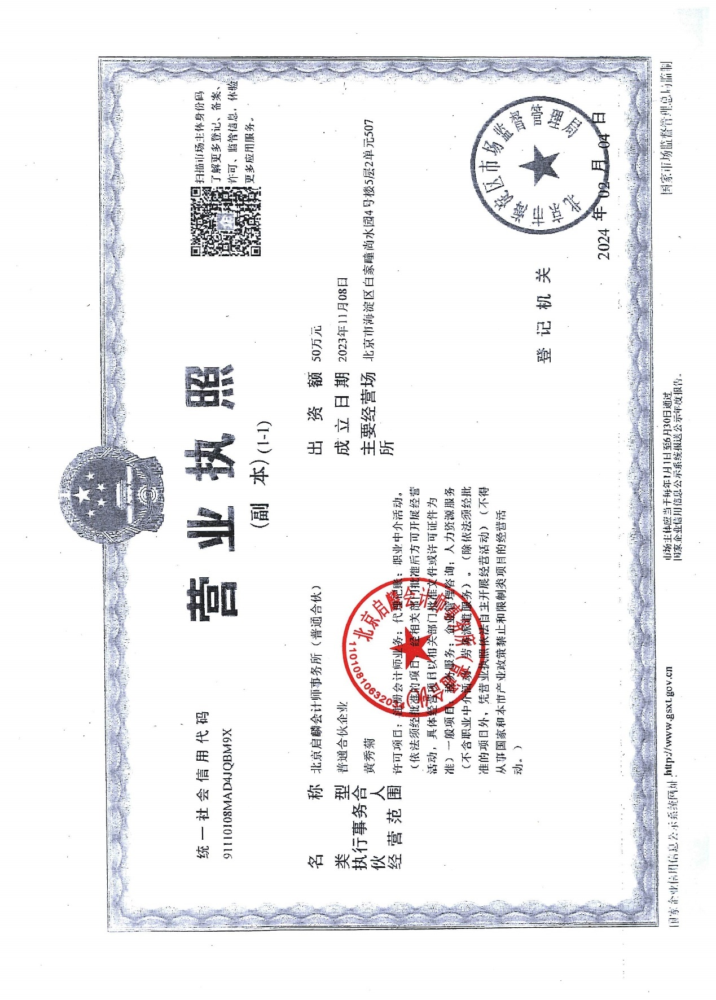 统一社会信用代码
91110108MAD4JQBM9X
营业执照
(副 本) (1-1)
扫描市场主体身份码
了解更多登记、备案、
许可、监管信息，体验
更多应用服务。
名 称 北京启麟会计师事务所（普通合伙）
类 型 普通合伙企业
执行事务合伙人 黄秀菊
经营范围 许可项目：注册会计师业务；代理记账；职业中介活动。
（依法须经批准的项目，经相关部门批准后方可开展经营
活动，具体经营项目以相关部门批准文件或许可证件为
准）一般项目：税务服务；企业管理咨询；人力资源服务
（不含职业中介活动、劳务派遣服务）。（除依法须经批
准的项目外，凭营业执照依法自主开展经营活动）（不得
从事国家和本市产业政策禁止和限制类项目的经营活
动。）
出 资 额 50万元
成立日期 2023年11月08日
主要经营场所 北京市海淀区白家疃尚水园4号楼5层2单元507
北京启麟会计师事务所（普通合伙）
登记机关
北京市海淀区市场监督管理局
2024 年 02 月 04 日
国家企业信用信息公示系统网址：http://www.gsxt.gov.cn
市场主体应当于每年1月1日至6月30日通过
国家企业信用信息公示系统报送公示年度报告。
国家市场监督管理总局监制